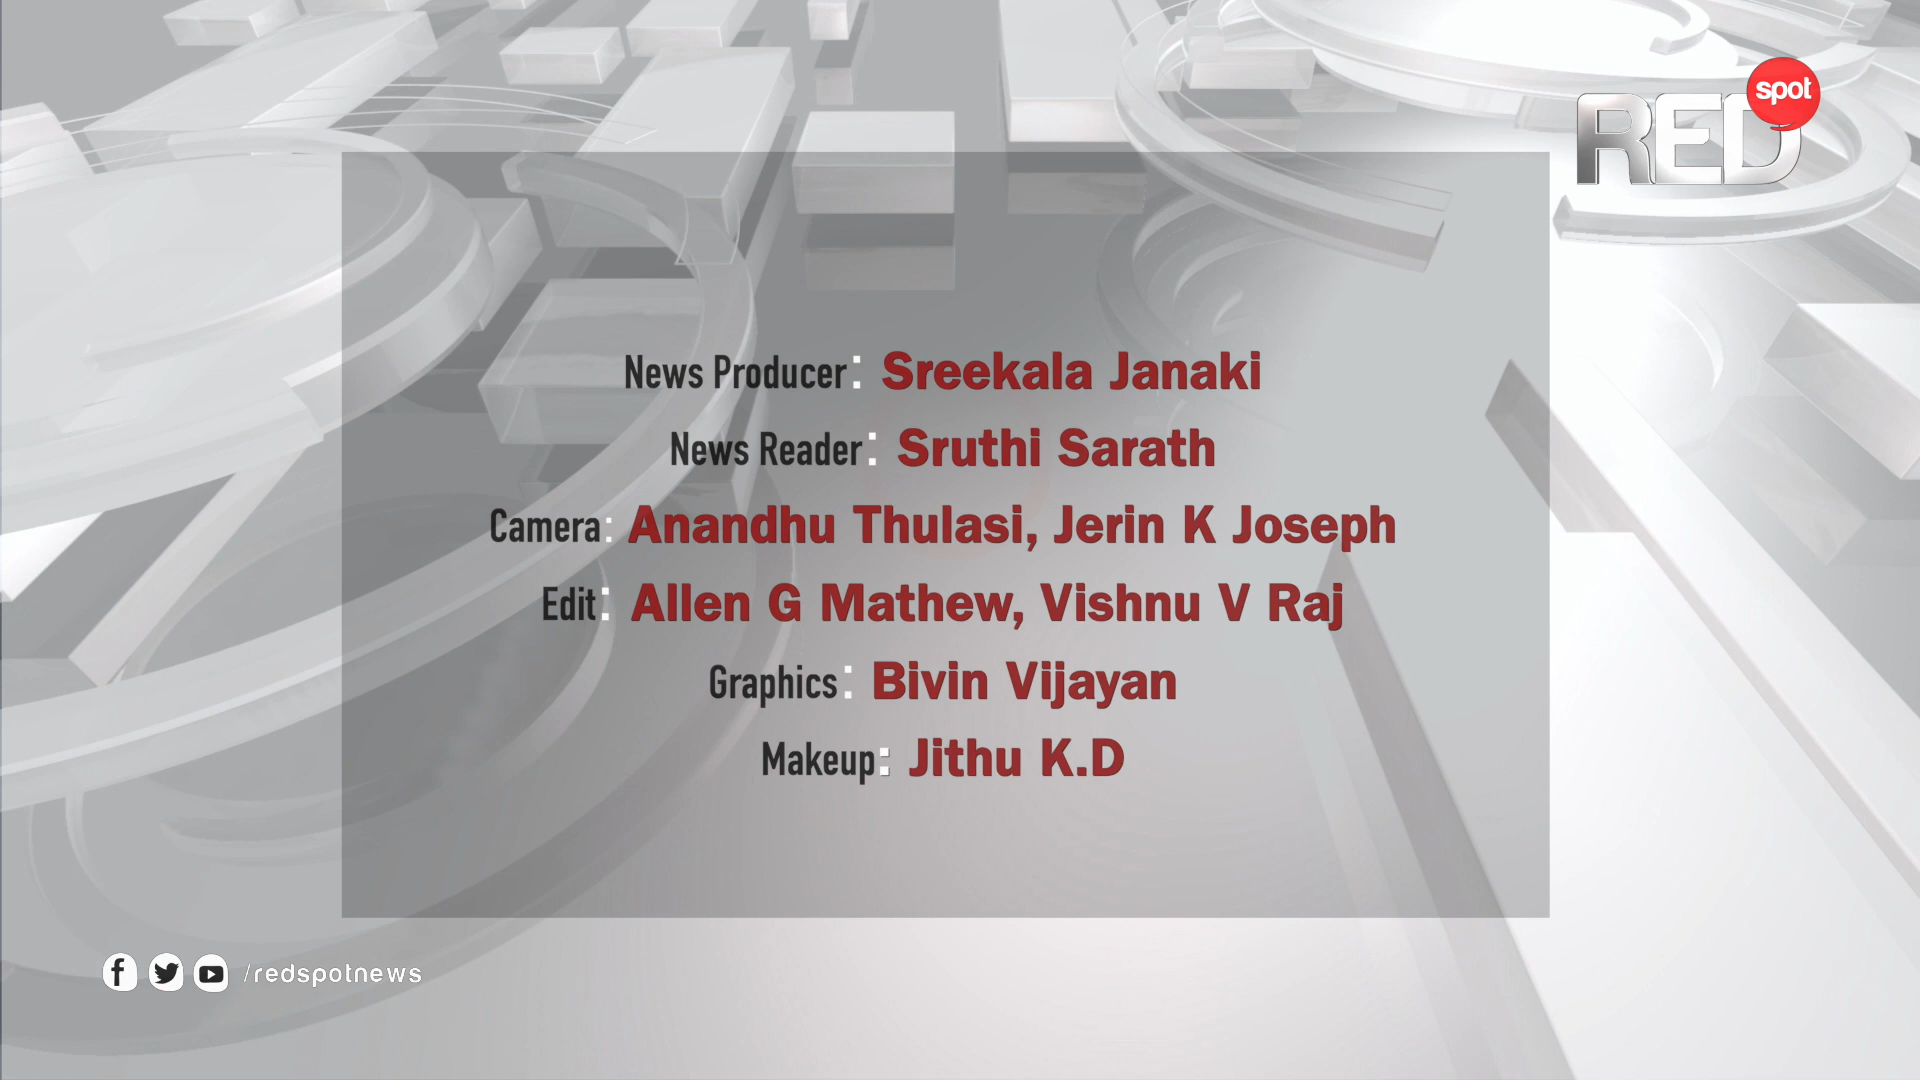 RED spot
News Producer: Sreekala Janaki
News Reader: Sruthi Sarath
Camera: Anandhu Thulasi, Jerin K Joseph
Edit: Allen G Mathew, Vishnu V Raj
Graphics: Bivin Vijayan
Makeup: Jithu K.D
/redspotnews